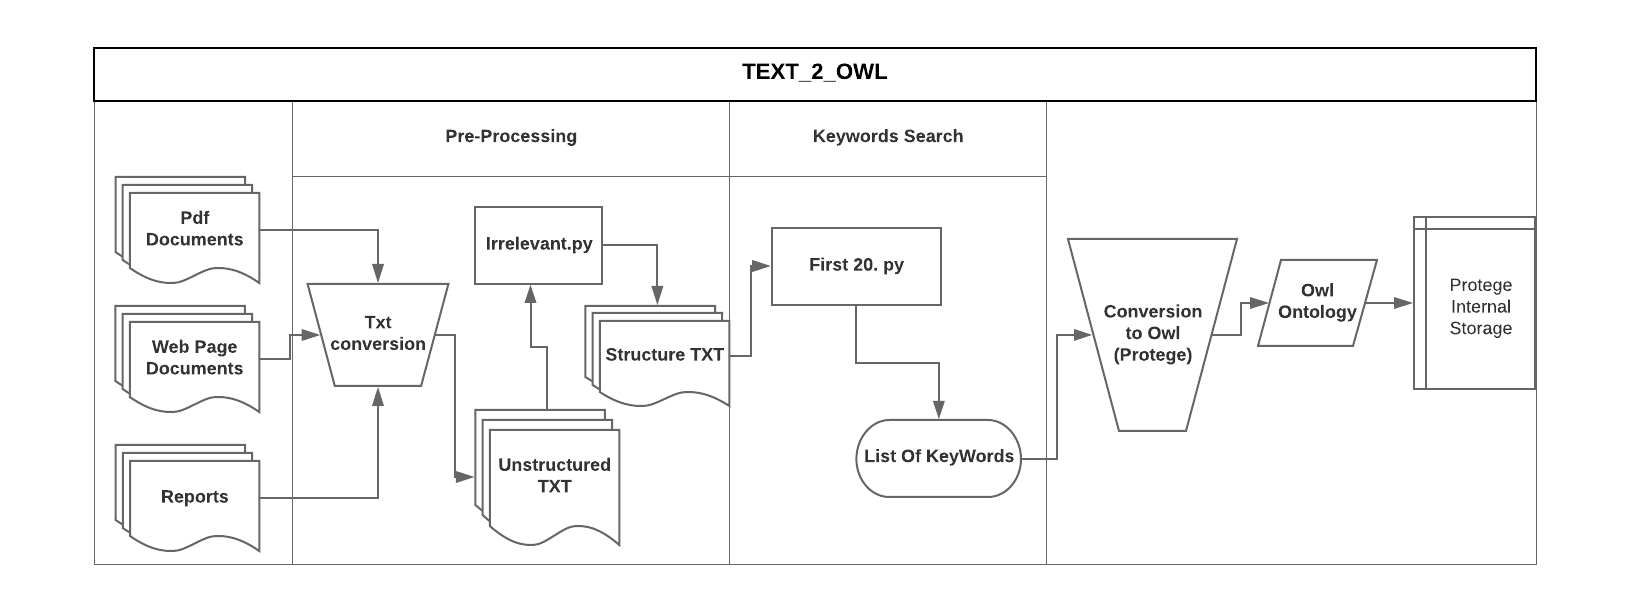 TEXT_2_OWL
Pre-Processing
Keywords Search
Pdf
Documents
Web Page
Documents
Reports
Txt
conversion
Irrelevant.py
Structure TXT
Unstructured
TXT
First 20. py
List Of KeyWords
Conversion
to Owl
(Protege)
Owl
Ontology
Protege
Internal
Storage